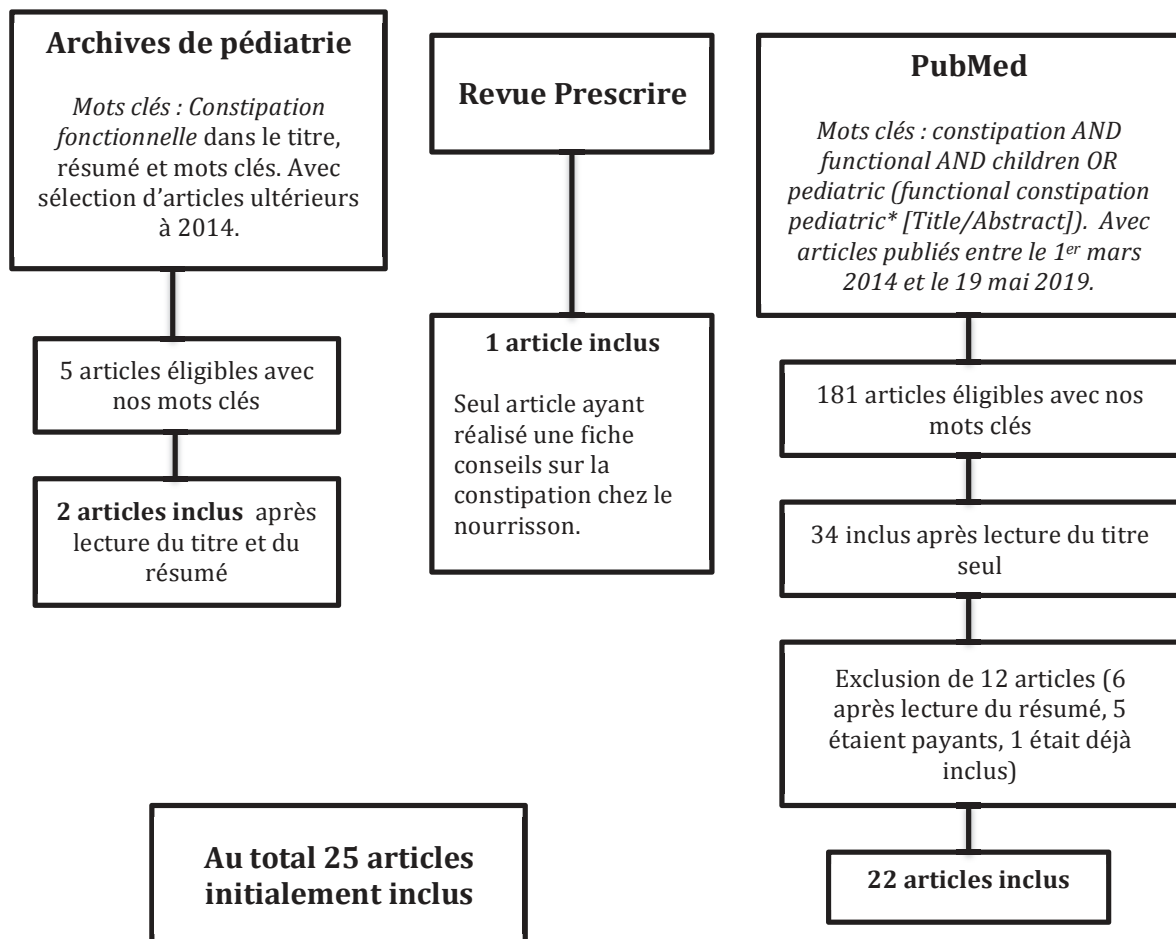 Archives de pédiatrie
Mots clés : Constipation
fonctionnelle dans le titre,
résumé et mots clés. Avec
sélection d’articles ultérieurs
à 2014.
5 articles éligibles avec
nos mots clés
2 articles inclus après
lecture du titre et du
résumé
Revue Prescrire
1 article inclus
Seul article ayant
réalisé une fiche
conseils sur la
constipation chez le
nourrisson.
PubMed
Mots clés : constipation AND
functional AND children OR
pediatric (functional constipation
pediatric* [Title/Abstract]). Avec
articles publiés entre le 1er mars
2014 et le 19 mai 2019.
181 articles éligibles avec nos
mots clés
34 inclus après lecture du titre
seul
Exclusion de 12 articles (6
après lecture du résumé, 5
étaient payants, 1 était déjà
inclus)
22 articles inclus
Au total 25 articles
initialement inclus